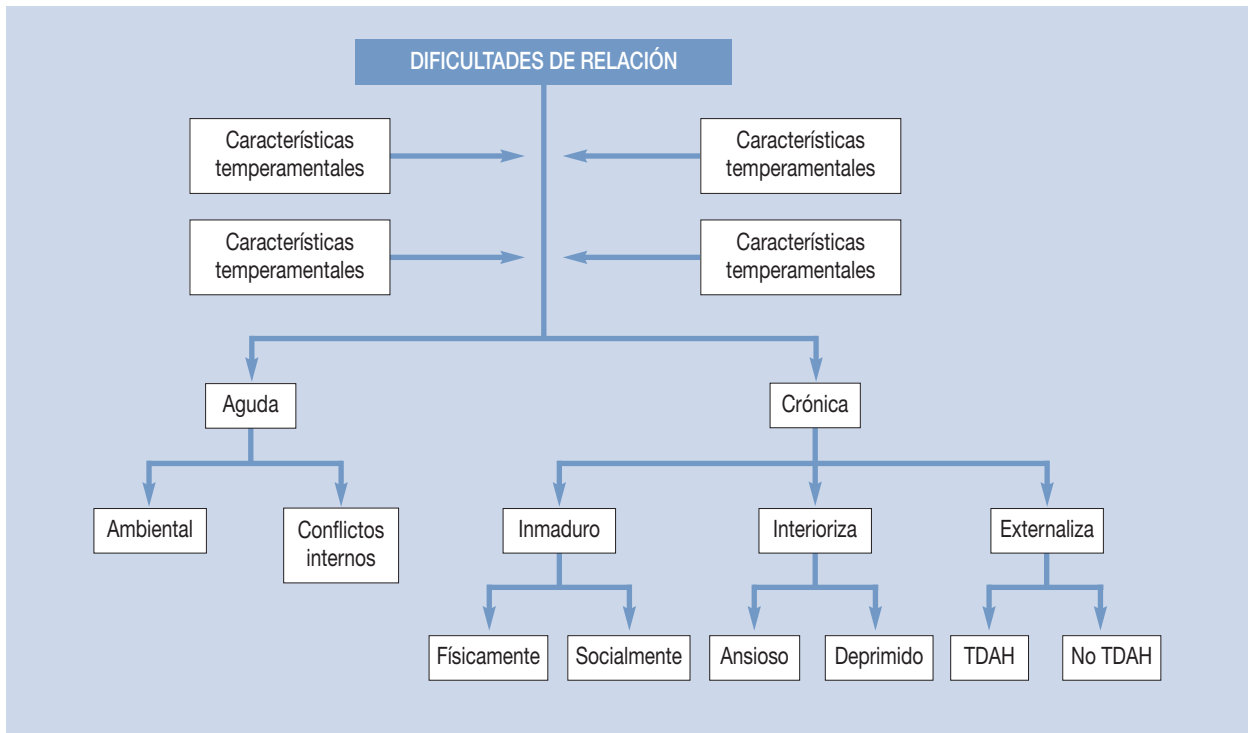 DIFICULTADES DE RELACIÓN
Características
temperamentales
Características
temperamentales
Características
temperamentales
Características
temperamentales
Aguda
Crónica
Ambiental
Conflictos
internos
Inmaduro
Interioriza
Externaliza
Físicamente
Socialmente
Ansioso
Deprimido
TDAH
No TDAH